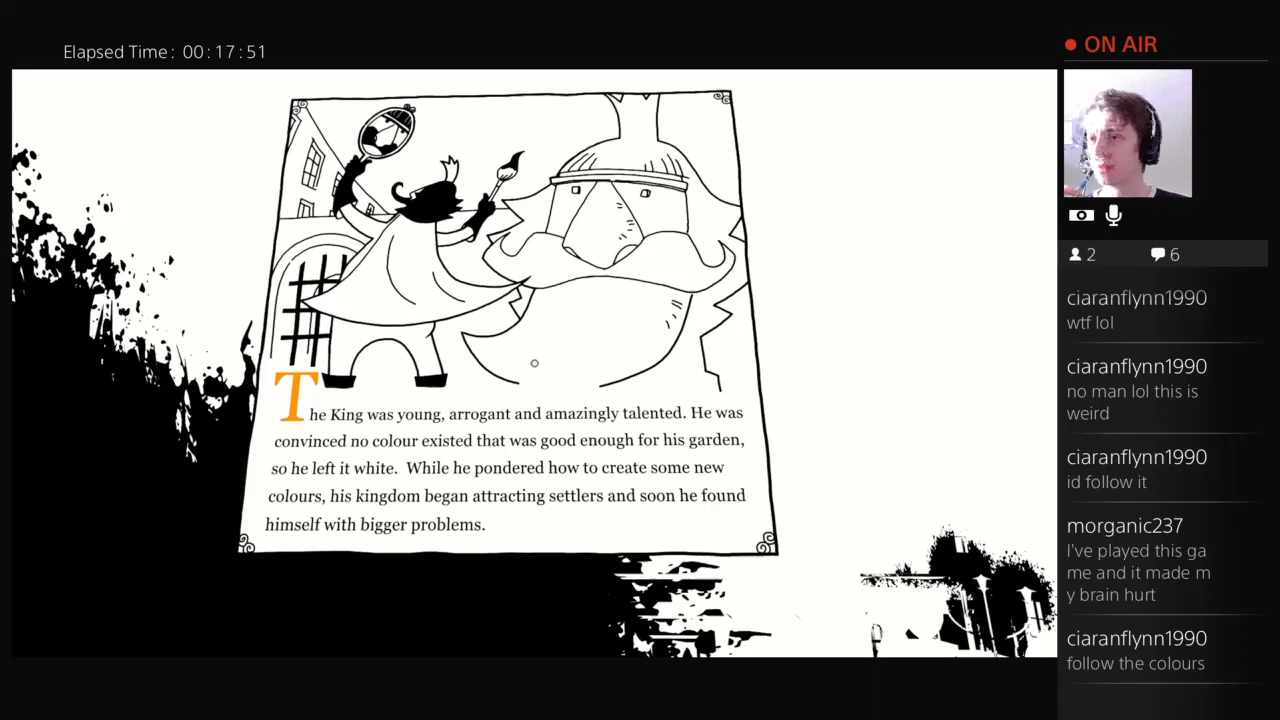 Elapsed Time: 00:17:51
ON AIR
The King was young, arrogant and amazingly talented. He was
convinced no colour existed that was good enough for his garden,
so he left it white. While he pondered how to create some new
colours, his kingdom began attracting settlers and soon he found
himself with bigger problems.
2
6
ciaranflynn1990
wtf lol
ciaranflynn1990
no man lol this is
weird
ciaranflynn1990
id follow it
morganic237
I've played this ga
me and it made m
y brain hurt
ciaranflynn1990
follow the colours